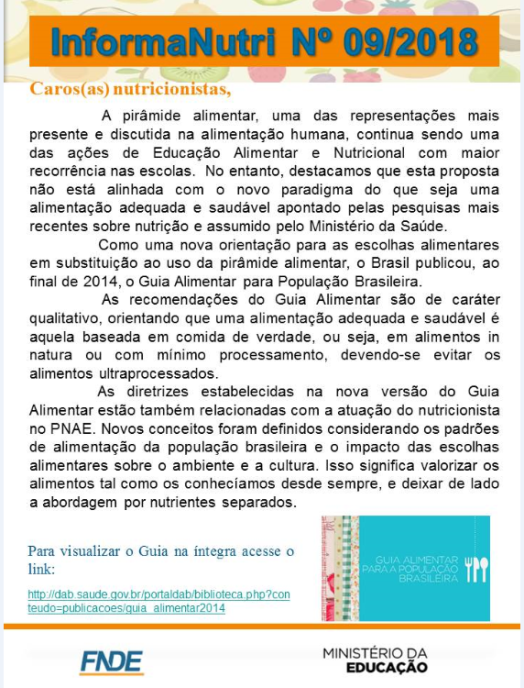 InformaNutri Nº 09/2018
Caros(as) nutricionistas,
A pirâmide alimentar, uma das representações mais
presente e discutida na alimentação humana, continua sendo uma
das ações de Educação Alimentar e Nutricional com maior
recorrência nas escolas. No entanto, destacamos que esta proposta
não está alinhada com o novo paradigma do que seja uma
alimentação adequada e saudável apontado pelas pesquisas mais
recentes sobre nutrição e assumido pelo Ministério da Saúde.
Como uma nova orientação para as escolhas alimentares
em substituição ao uso da pirâmide alimentar, o Brasil publicou, ao
final de 2014, o Guia Alimentar para População Brasileira.
As recomendações do Guia Alimentar são de caráter
qualitativo, orientando que uma alimentação adequada e saudável é
aquela baseada em comida de verdade, ou seja, em alimentos in
natura ou com mínimo processamento, devendo-se evitar os
alimentos ultraprocessados.
As diretrizes estabelecidas na nova versão do Guia
Alimentar estão também relacionadas com a atuação do nutricionista
no PNAE. Novos conceitos foram definidos considerando os padrões
de alimentação da população brasileira e o impacto das escolhas
alimentares sobre o ambiente e a cultura. Isso significa valorizar os
alimentos tal como os conhecíamos desde sempre, e deixar de lado
a abordagem por nutrientes separados.
Para visualizar o Guia na íntegra acesse o
link:
http://dab.saude.gov.br/portaldab/biblioteca.php?con
teudo=publicacoes/guia_alimentar2014
GUIA ALIMENTAR
PARA A POPULAÇÃO
BRASILEIRA
FNDE
MINISTÉRIO DA
EDUCAÇÃO